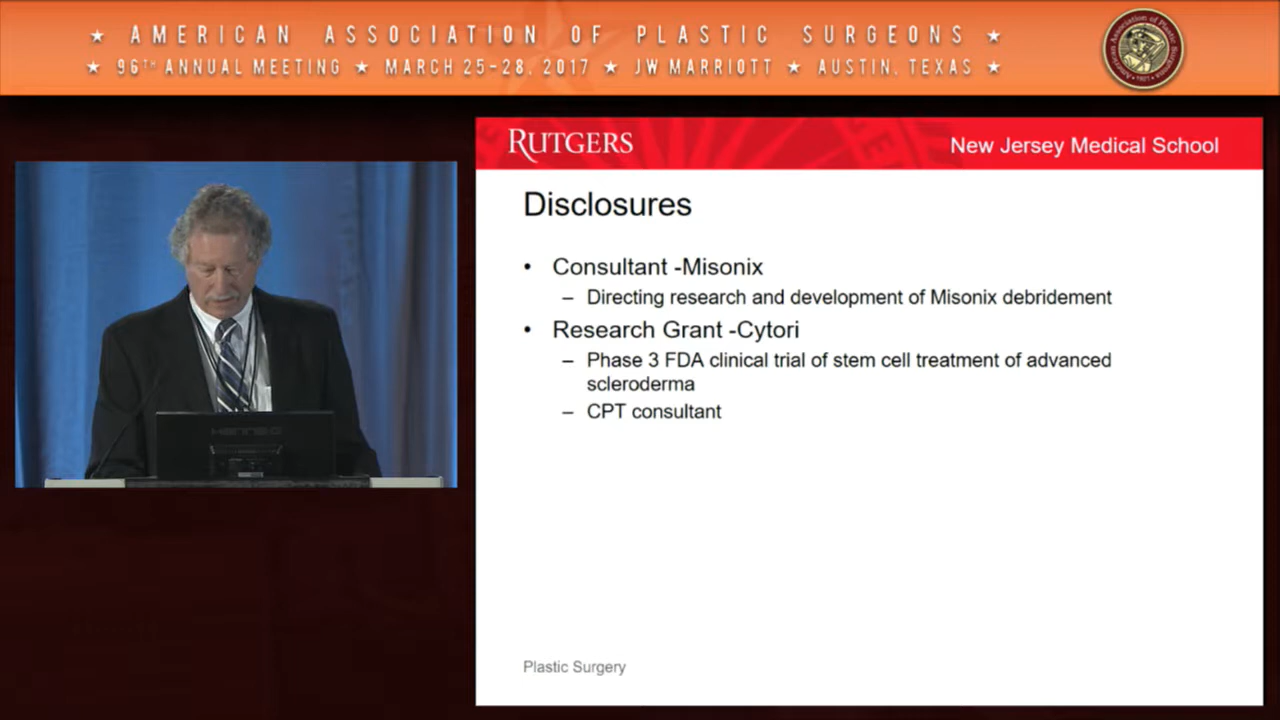 ★ AMERICAN ASSOCIATION OF PLASTIC SURGEONS ★
★ 96TH ANNUAL MEETING ★ MARCH 25-28, 2017 ★ JW MARRIOTT ★ AUSTIN, TEXAS ★
RUTGERS
New Jersey Medical School
Disclosures
• Consultant -Misonix
– Directing research and development of Misonix debridement
• Research Grant -Cytori
– Phase 3 FDA clinical trial of stem cell treatment of advanced
scleroderma
– CPT consultant
Plastic Surgery